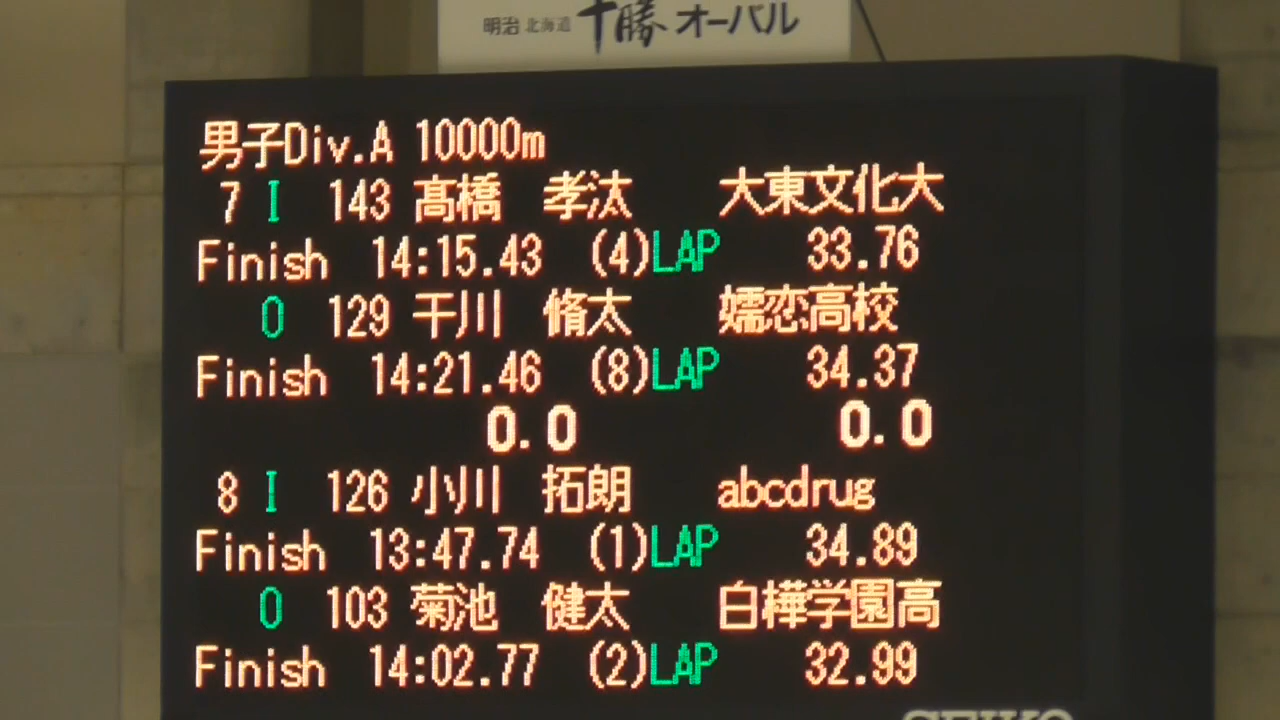 明治 北海道 十勝 オーバル
男子Div.A 10000m
7 I 143 髙橋 孝汰 大東文化大
Finish 14:15.43 (4)LAP 33.76
O 129 干川 脩太 嬬恋高校
Finish 14:21.46 (8)LAP 34.37
0.0 0.0
8 I 126 小川 拓朗 abcdrug
Finish 13:47.74 (1)LAP 34.89
O 103 菊池 健太 白樺学園高
Finish 14:02.77 (2)LAP 32.99
SEIKO